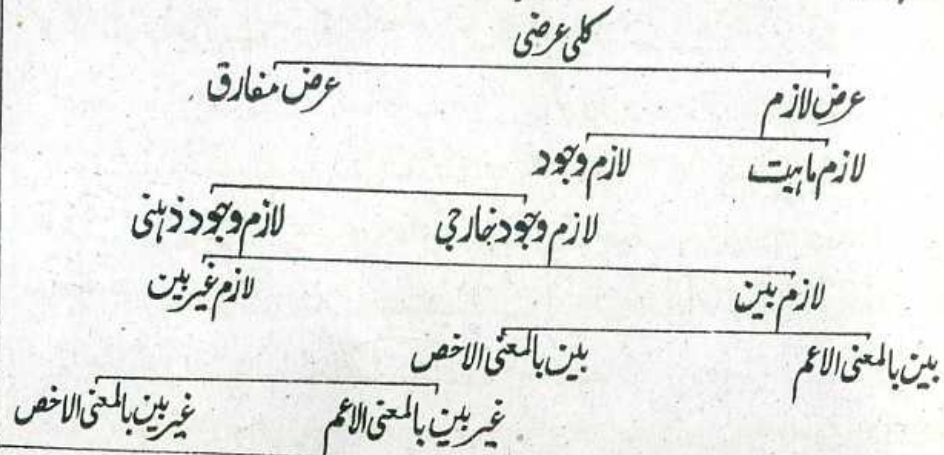 کلی عرضی
عرض لازم عرض مفارق
لازم ماہیت لازم وجود
لازم وجود خارجی لازم وجود ذہنی
لازم بین لازم غیر بین
بین بالمعنی الاعم بین بالمعنی الاخص
غیر بین بالمعنی الاعم غیر بین بالمعنی الاخص